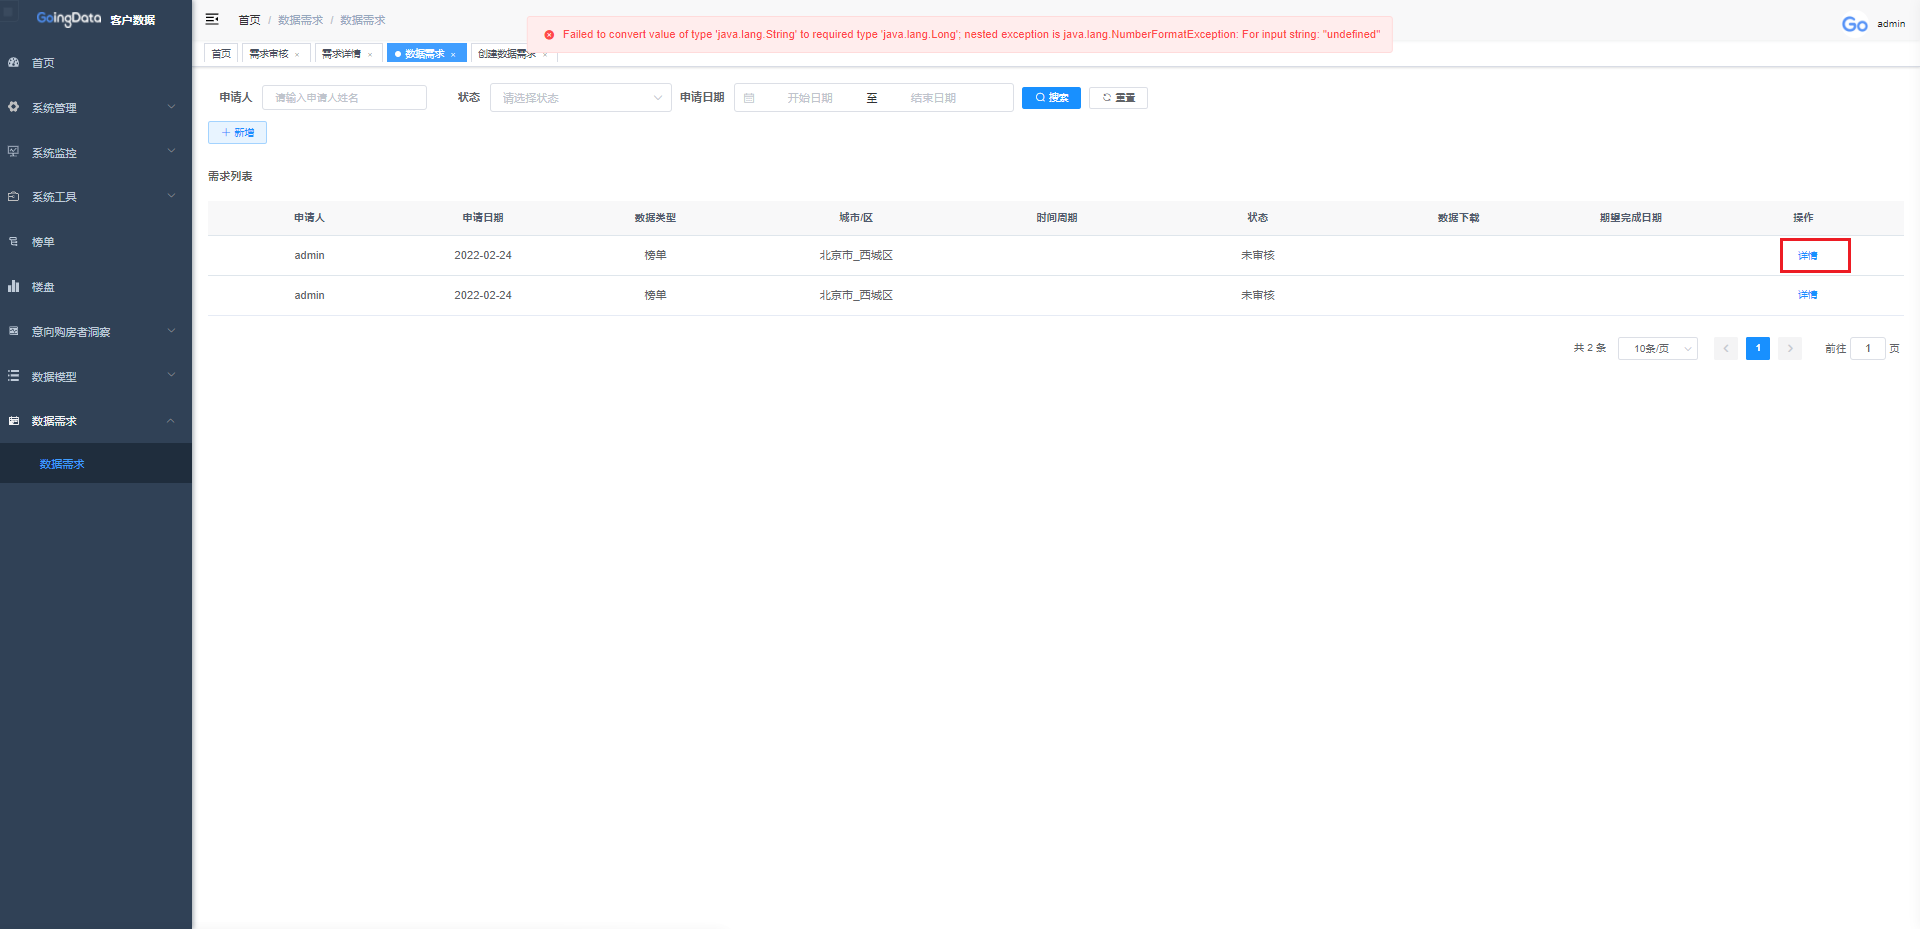 GoingData 客户数据
首页
系统管理
系统监控
系统工具
榜单
楼盘
意向购房者洞察
数据模型
数据需求
数据需求
首页 / 数据需求 / 数据需求
Failed to convert value of type 'java.lang.String' to required type 'java.lang.Long'; nested exception is java.lang.NumberFormatException: For input string: "undefined"
Go admin
首页 需求审核 × 需求详情 × 数据需求 × 创建数据需求 ×
申请人 请输入申请人姓名 状态 请选择状态 申请日期 开始日期 至 结束日期 搜索 重置
+ 新增
需求列表
申请人 申请日期 数据类型 城市/区 时间周期 状态 数据下载 期望完成日期 操作
admin 2022-02-24 榜单 北京市_西城区 未审核 详情
admin 2022-02-24 榜单 北京市_西城区 未审核 详情
共 2 条 10条/页 < 1 > 前往 1 页